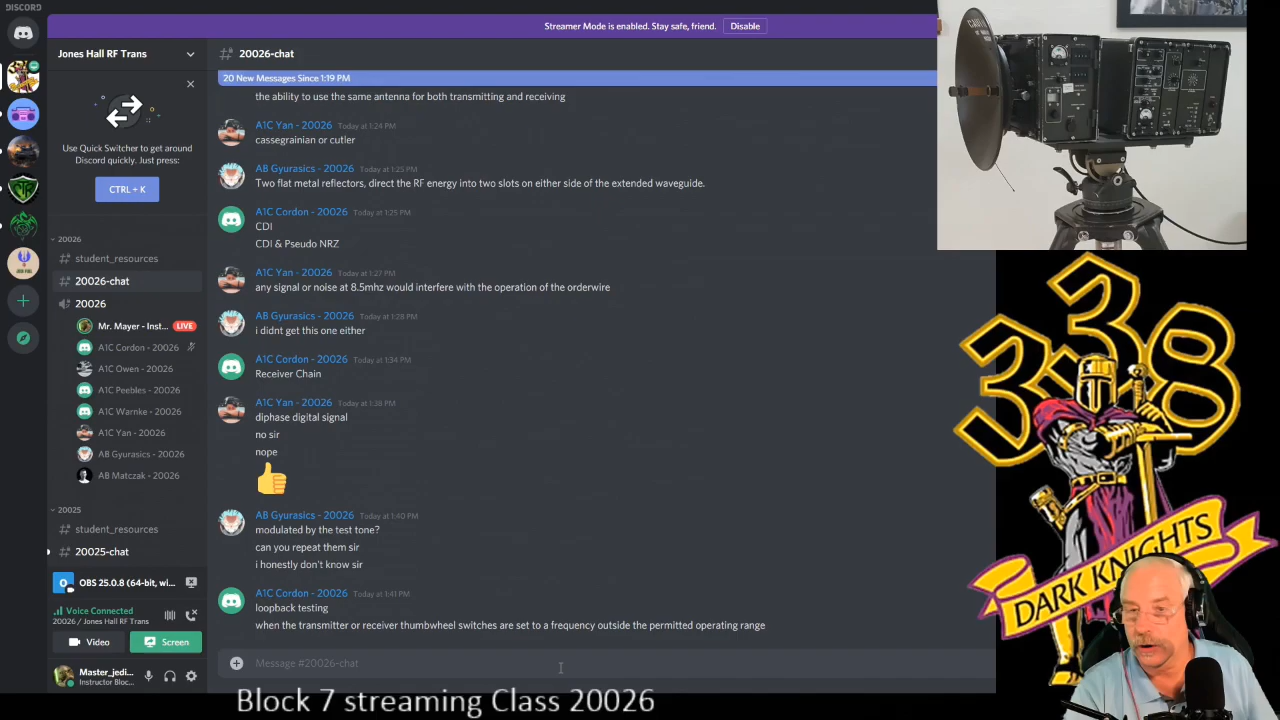 DISCORD
Streamer Mode is enabled. Stay safe, friend. Disable
Jones Hall RF Trans
Use Quick Switcher to get around
Discord quickly. Just press:
CTRL + K
20026
student_resources
20026-chat
20026
Mr. Mayer - Inst... LIVE
A1C Cordon - 20026
A1C Owen - 20026
A1C Peebles - 20026
A1C Warnke - 20026
A1C Yan - 20026
AB Gyurasics - 20026
AB Matczak - 20026
20025
student_resources
20025-chat
OBS 25.0.8 (64-bit, wi...
Voice Connected
20026 / Jones Hall RF Trans
Video
Screen
Master_jedi...
Instructor Bloc...
20026-chat
20 New Messages Since 1:19 PM
the ability to use the same antenna for both transmitting and receiving
A1C Yan - 20026 Today at 1:24 PM
cassegrainian or cutler
AB Gyurasics - 20026 Today at 1:25 PM
Two flat metal reflectors, direct the RF energy into two slots on either side of the extended waveguide.
A1C Cordon - 20026 Today at 1:25 PM
CDI
CDI & Pseudo NRZ
A1C Yan - 20026 Today at 1:27 PM
any signal or noise at 8.5mhz would interfere with the operation of the orderwire
AB Gyurasics - 20026 Today at 1:28 PM
i didnt get this one either
A1C Cordon - 20026 Today at 1:34 PM
Receiver Chain
A1C Yan - 20026 Today at 1:38 PM
diphase digital signal
no sir
nope
AB Gyurasics - 20026 Today at 1:40 PM
modulated by the test tone?
can you repeat them sir
i honestly don't know sir
A1C Cordon - 20026 Today at 1:41 PM
loopback testing
when the transmitter or receiver thumbwheel switches are set to a frequency outside the permitted operating range
Message #20026-chat
338
DARK KNIGHTS
Block 7 streaming Class 20026